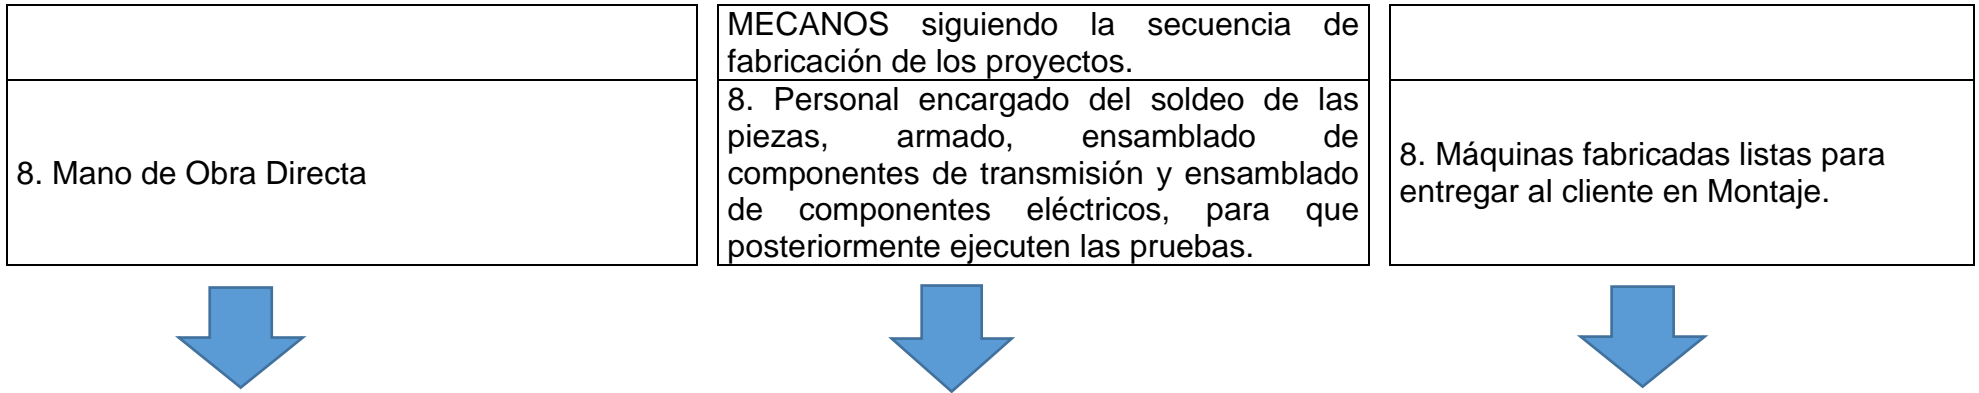 MECANOS siguiendo la secuencia de
fabricación de los proyectos.
8. Mano de Obra Directa
8. Personal encargado del soldeo de las
piezas, armado, ensamblado de
componentes de transmisión y ensamblado
de componentes eléctricos, para que
posteriormente ejecuten las pruebas.
8. Máquinas fabricadas listas para
entregar al cliente en Montaje.